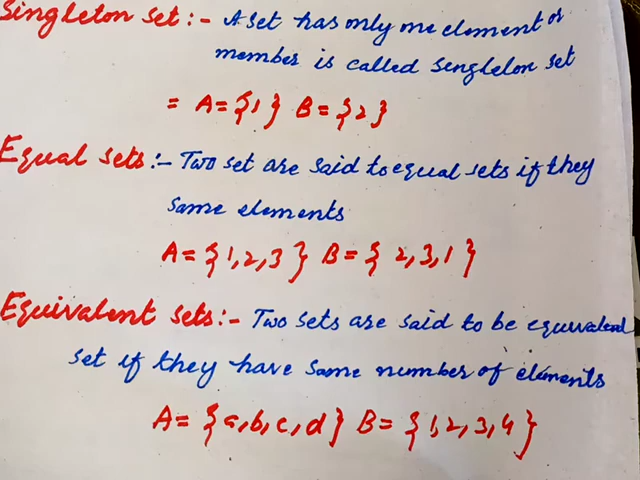 Singleton set:- A set has only one element or
member is called Sengleton set
= A={1} B={2}
Equal sets:- Two set are said to equal sets if they
same elements
A={1,2,3} B={2,3,1}
Equivalent sets:- Two sets are said to be equivalent
set if they have same number of elements
A={a,b,c,d} B={1,2,3,4}